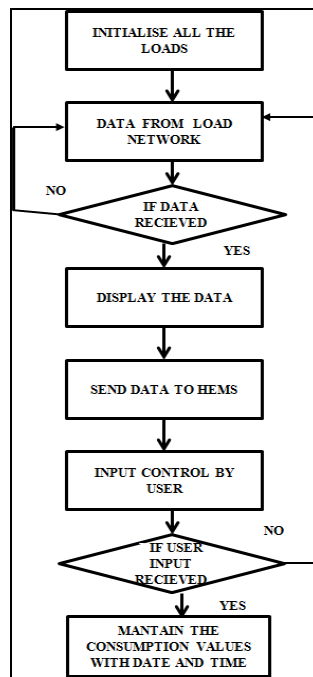 INITIALISE ALL THE
LOADS
DATA FROM LOAD
NETWORK
NO
IF DATA
RECIEVED
YES
DISPLAY THE DATA
SEND DATA TO HEMS
INPUT CONTROL BY
USER
NO
IF USER
INPUT
RECIEVED
YES
MANTAIN THE
CONSUMPTION VALUES
WITH DATE AND TIME